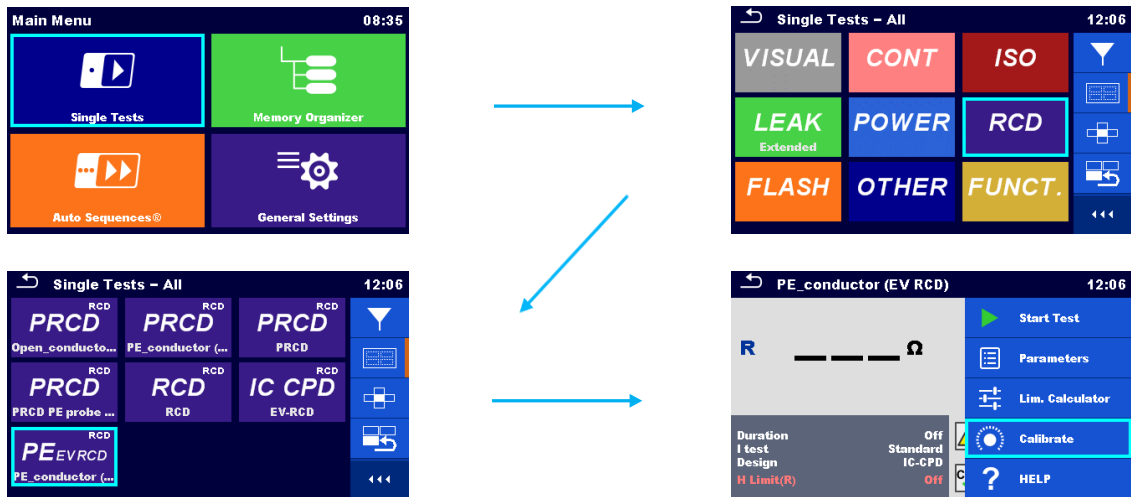 Main Menu 08:35
Single Tests
Memory Organizer
Auto Sequences®
General Settings
Single Tests – All 12:06
VISUAL CONT ISO
LEAK POWER RCD
Extended
FLASH OTHER FUNCT.
Single Tests – All 12:06
RCD RCD RCD
PRCD PRCD PRCD
Open_conducto... PE_conductor (... PRCD
RCD RCD RCD
PRCD RCD IC CPD
PRCD PE probe ... RCD EV-RCD
RCD
PE EVRCD
PE_conductor (...
PE_conductor (EV RCD) 12:06
R ___ Ω
Duration Off
I test Standard
Design IC-CPD
H Limit(R) Off
Start Test
Parameters
Lim. Calculator
Calibrate
? HELP